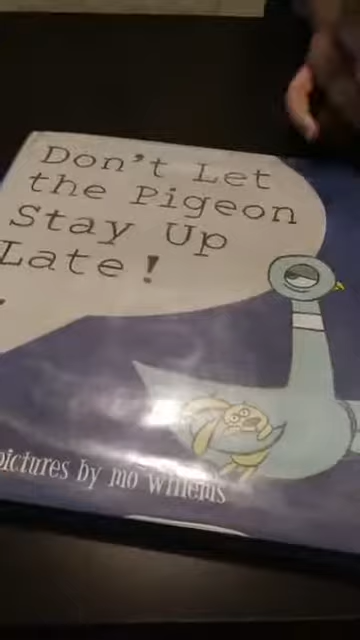 Don't Let
the Pigeon
Stay Up
Late!
pictures by mo willems